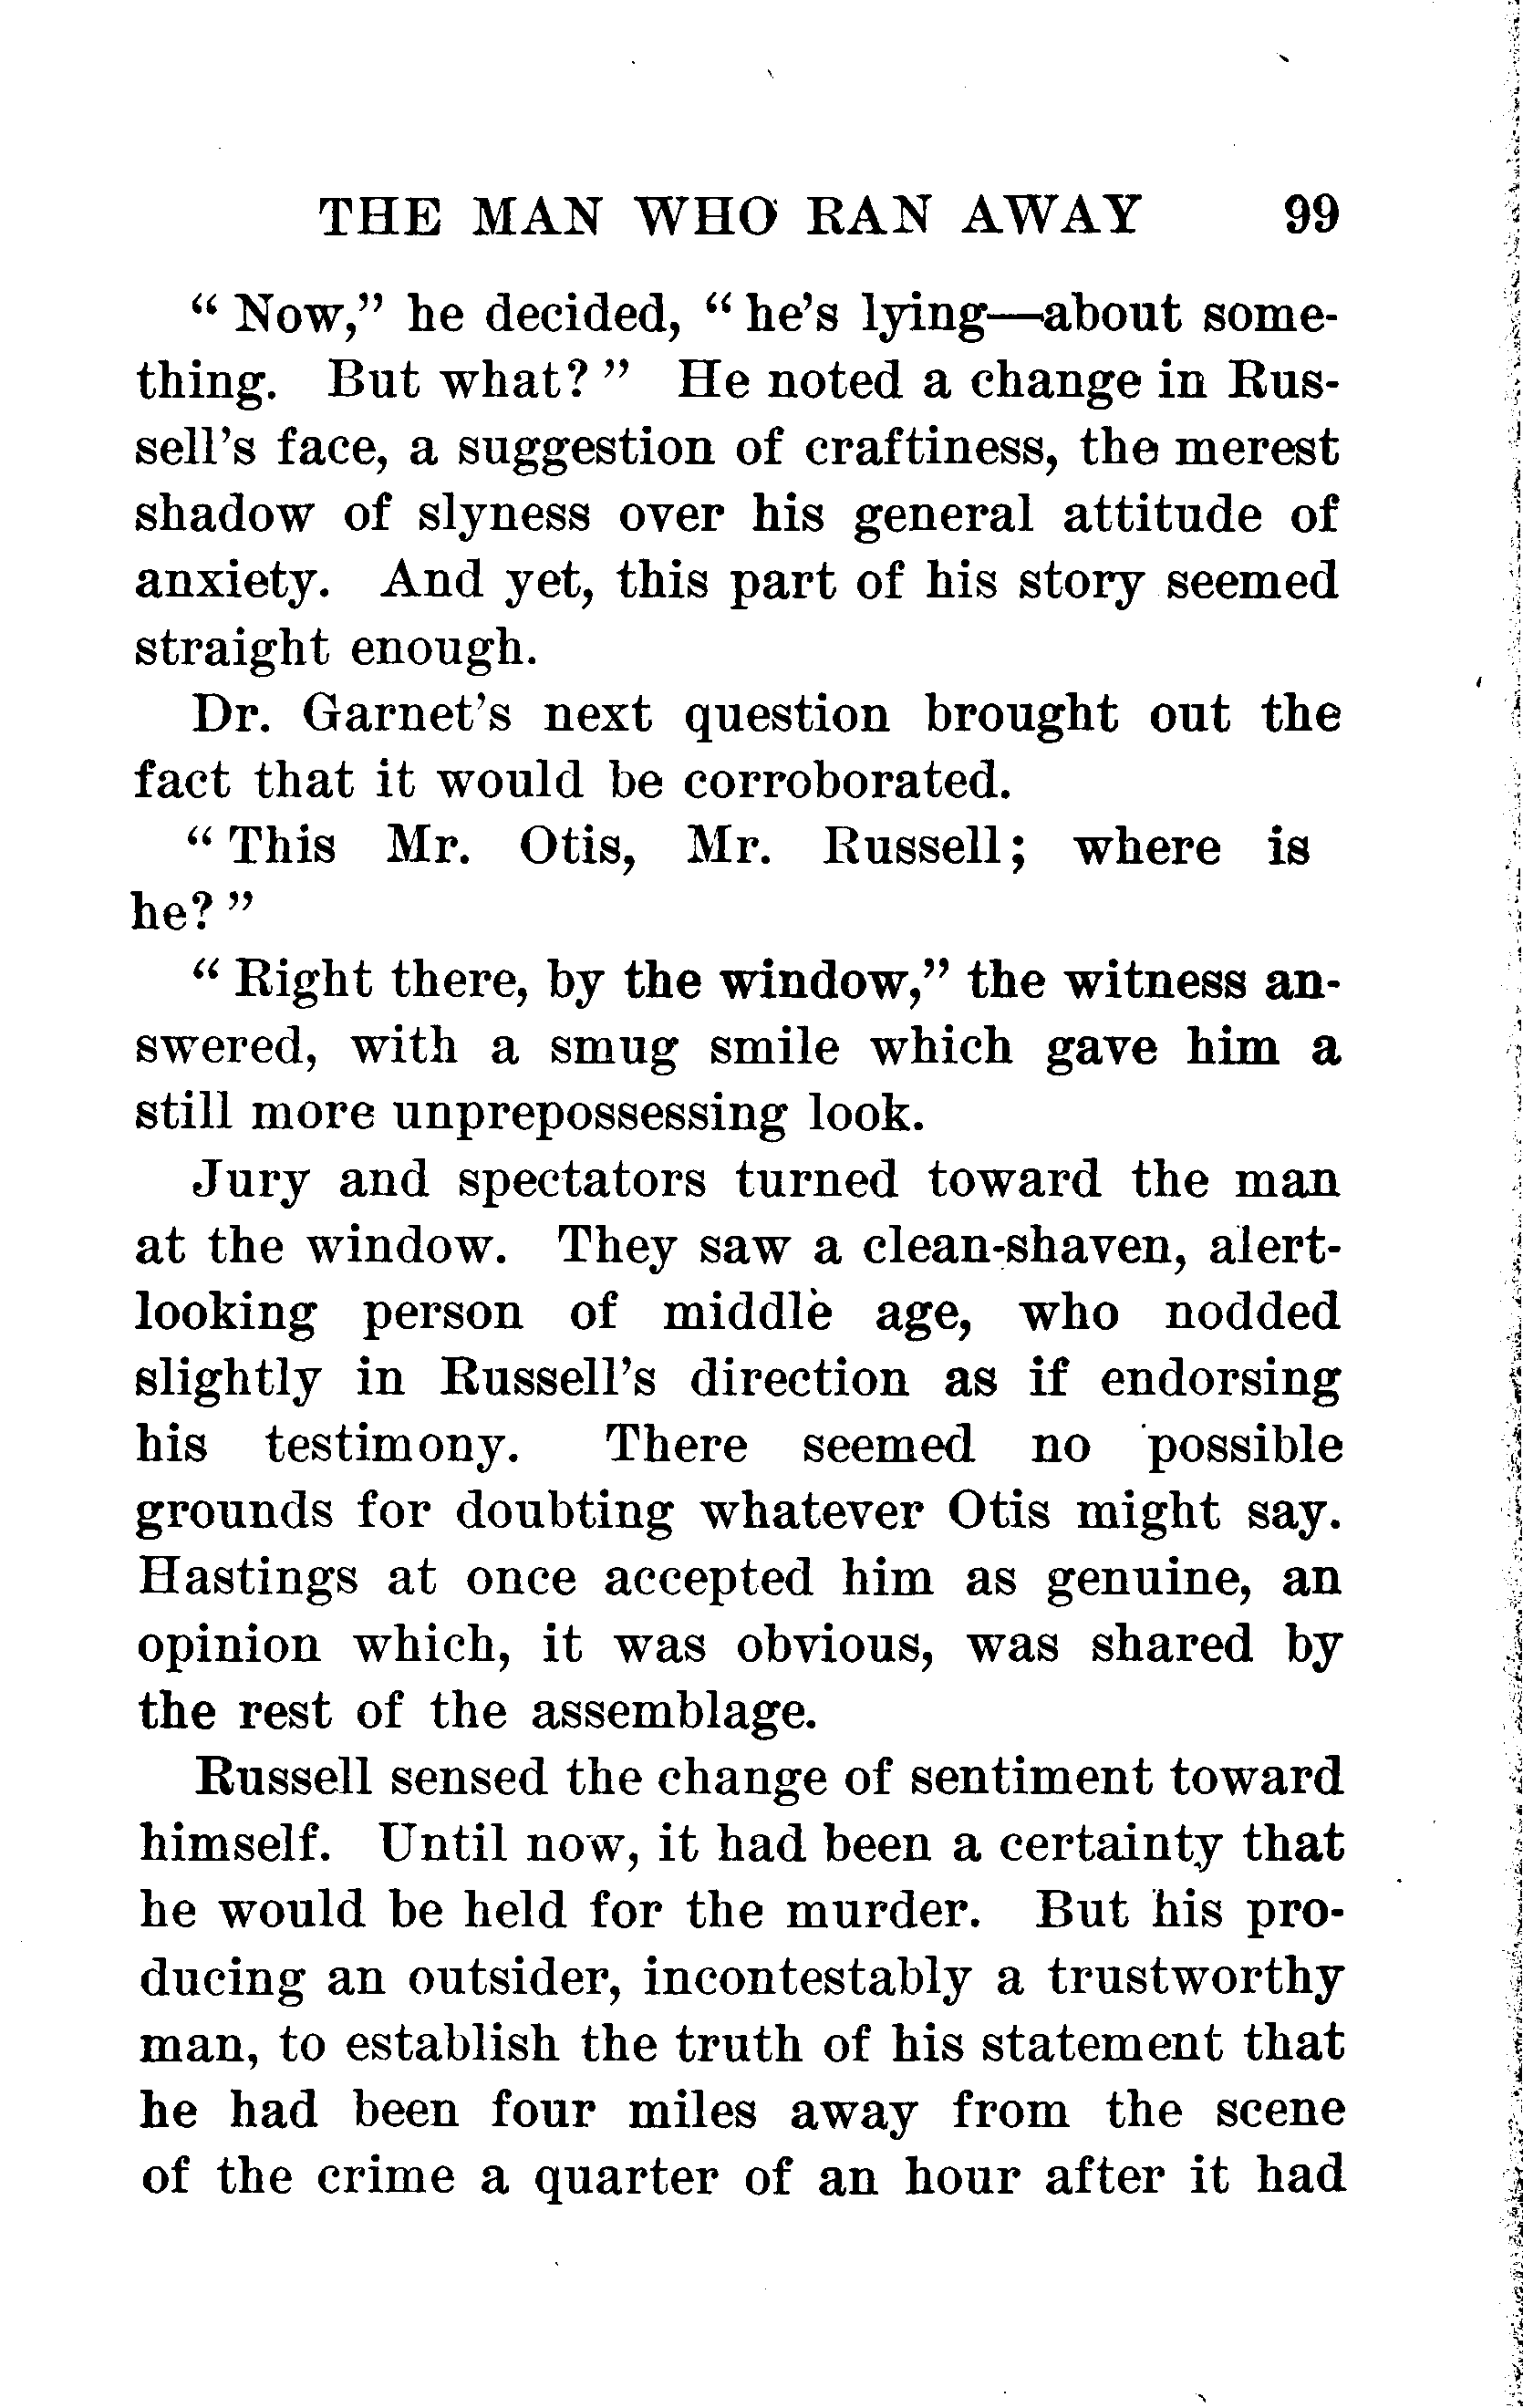 THE MAN WHO RAN AWAY 99
“ Now,” he decided, “ he’s lying—about some-
thing. But what? ” He noted a change in Rus-
sell’s face, a suggestion of craftiness, the merest
shadow of slyness over his general attitude of
anxiety. And yet, this part of his story seemed
straight enough.
Dr. Garnet’s next question brought out the
fact that it would be corroborated.
“ This Mr. Otis, Mr. Russell; where is
he? ”
“ Right there, by the window,” the witness an-
swered, with a smug smile which gave him a
still more unprepossessing look.
Jury and spectators turned toward the man
at the window. They saw a clean-shaven, alert-
looking person of middle age, who nodded
slightly in Russell’s direction as if endorsing
his testimony. There seemed no possible
grounds for doubting whatever Otis might say.
Hastings at once accepted him as genuine, an
opinion which, it was obvious, was shared by
the rest of the assemblage.
Russell sensed the change of sentiment toward
himself. Until now, it had been a certainty that
he would be held for the murder. But his pro-
ducing an outsider, incontestably a trustworthy
man, to establish the truth of his statement that
he had been four miles away from the scene
of the crime a quarter of an hour after it had